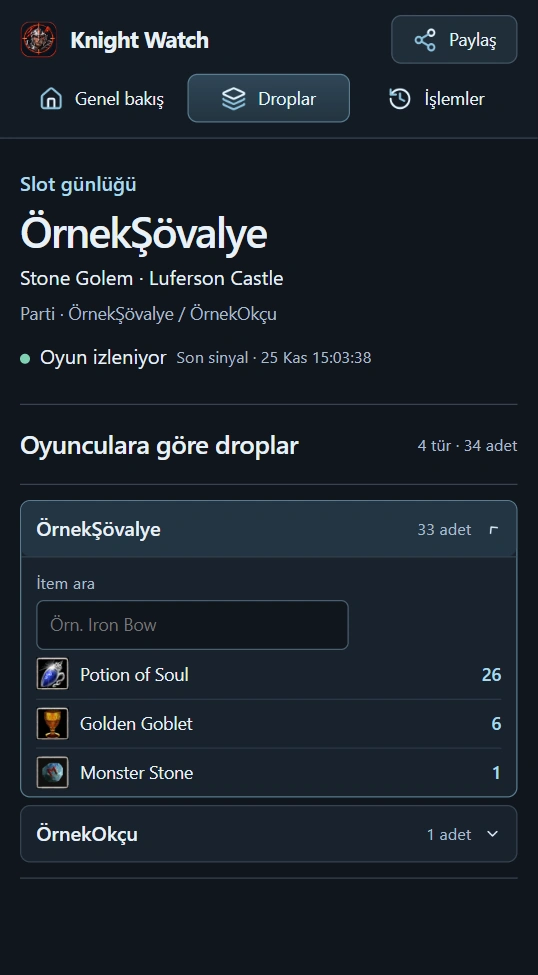 Knight Watch
Paylaş
Genel bakış
Droplar
İşlemler
Slot günlüğü
ÖrnekŞövalye
Stone Golem · Luferson Castle
Parti · ÖrnekŞövalye / ÖrnekOkçu
Oyun izleniyor Son sinyal · 25 Kas 15:03:38
Oyunculara göre droplar 4 tür · 34 adet
ÖrnekŞövalye 33 adet
İtem ara
Örn. Iron Bow
Potion of Soul 26
Golden Goblet 6
Monster Stone 1
ÖrnekOkçu 1 adet